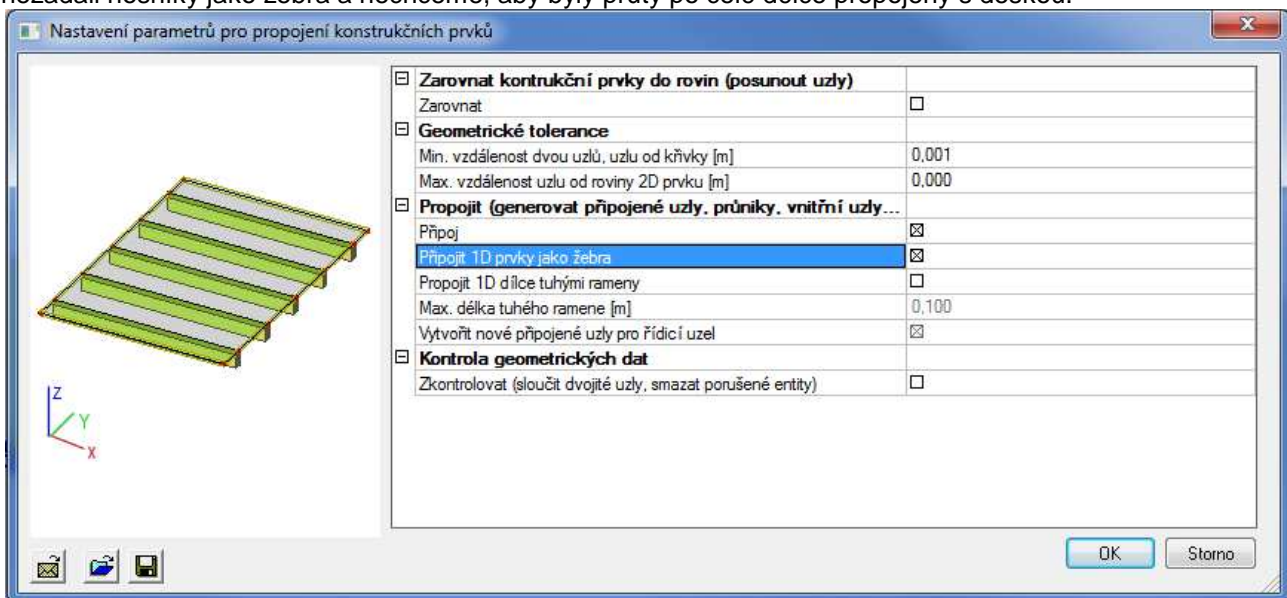 Nastavení parametrů pro propojení konstrukčních prvků
Zarovnat kontrukční prvky do rovin (posunout uzly)
Zarovnat
Geometrické tolerance
Min. vzdálenost dvou uzlů, uzlu od křivky [m] 0,001
Max. vzdálenost uzlu od roviny 2D prvku [m] 0,000
Propojit (generovat připojené uzly, průniky, vnitřní uzly...
Připoj
Připojit 1D prvky jako žebra
Propojit 1D dílce tuhými rameny
Max. délka tuhého ramene [m] 0,100
Vytvořit nové připojené uzly pro řídicí uzel
Kontrola geometrických dat
Zkontrolovat (sloučit dvojité uzly, smazat porušené entity)
Z
Y
X
OK Storno